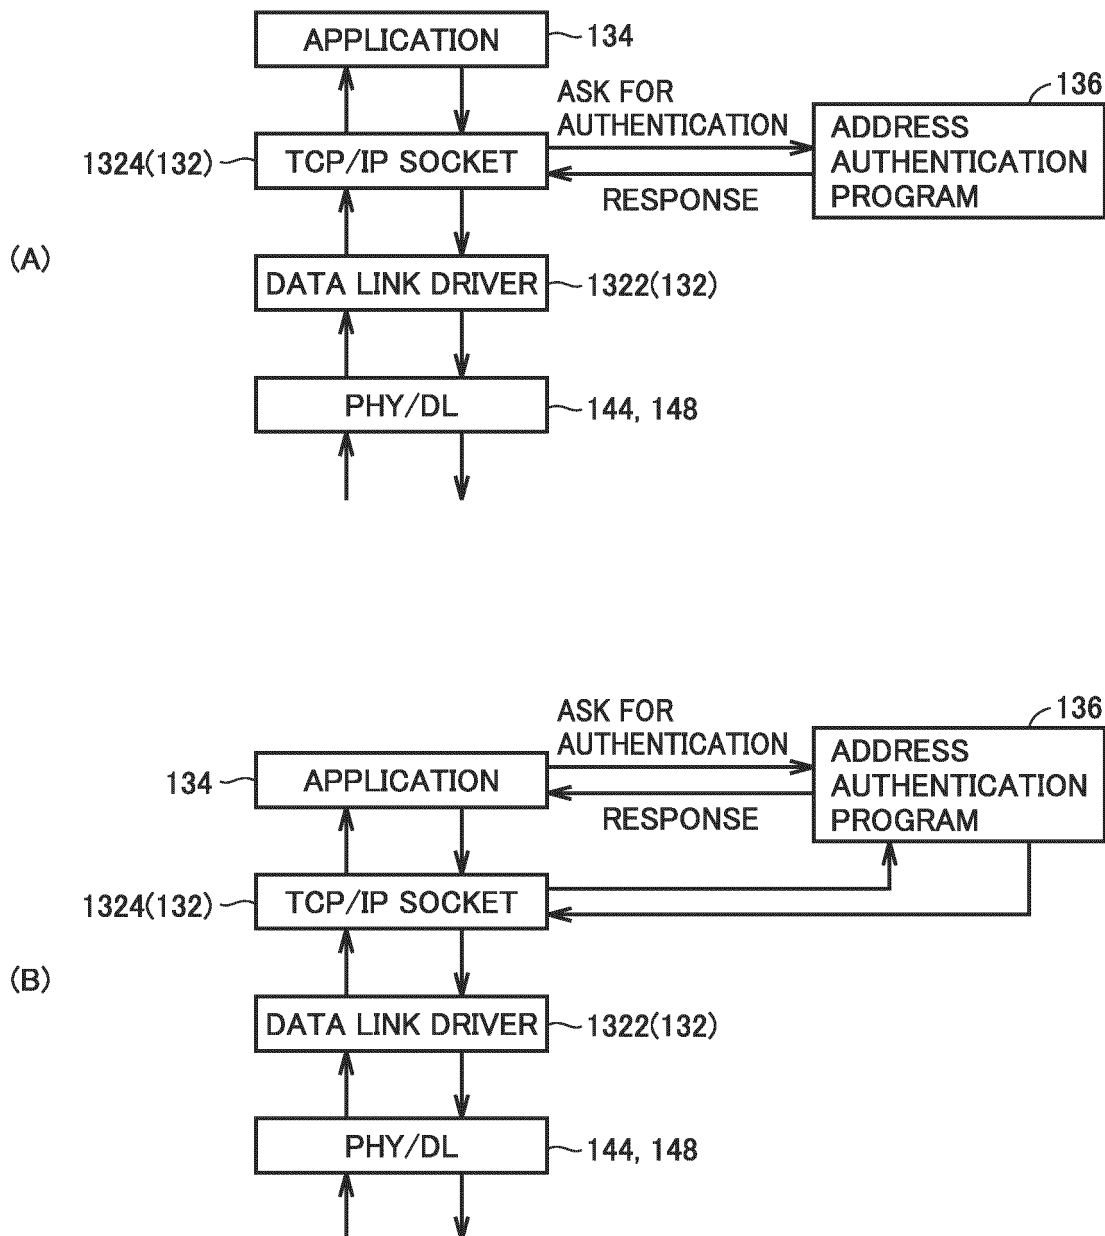 APPLICATION
134
136
ASK FOR
AUTHENTICATION
ADDRESS
AUTHENTICATION
PROGRAM
1324(132)
TCP/IP SOCKET
RESPONSE
(A)
DATA LINK DRIVER
1322(132)
PHY/DL
144, 148
136
ASK FOR
AUTHENTICATION
ADDRESS
AUTHENTICATION
PROGRAM
134
APPLICATION
RESPONSE
1324(132)
TCP/IP SOCKET
(B)
DATA LINK DRIVER
1322(132)
PHY/DL
144, 148